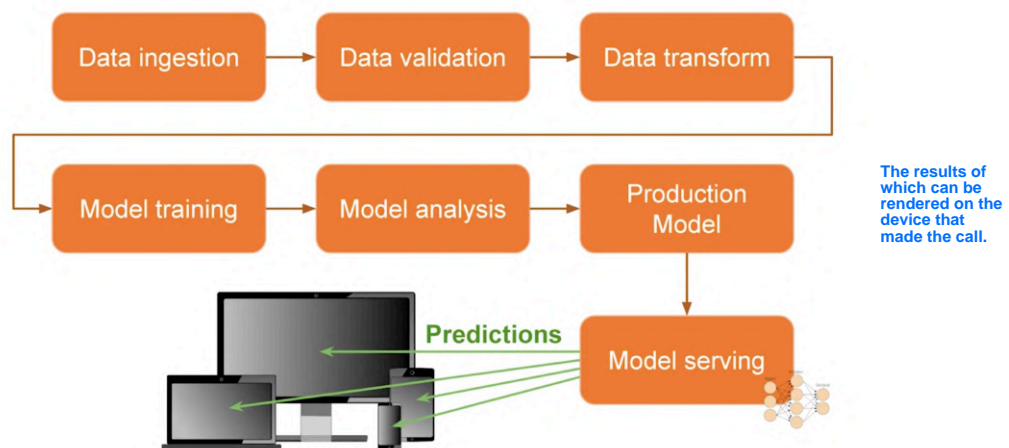 Data ingestion
Data validation
Data transform
Model training
Model analysis
Production
Model
The results of
which can be
rendered on the
device that
made the call.
Predictions
Model serving